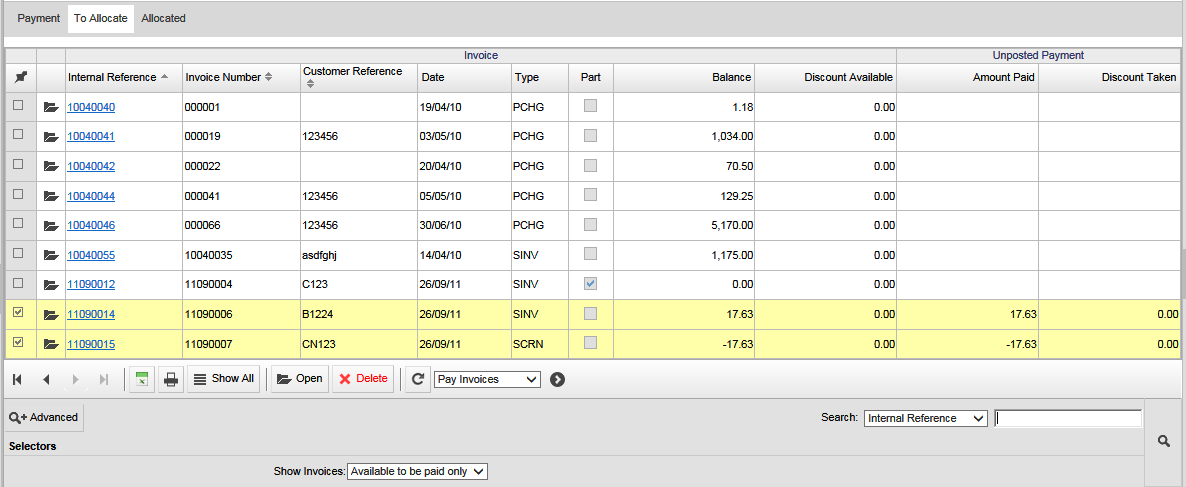 Payment To Allocate Allocated
Invoice Unposted Payment
Internal Reference Invoice Number Customer Reference Date Type Part Balance Discount Available Amount Paid Discount Taken
10040040 000001 19/04/10 PCHG 1.18 0.00
10040041 000019 123456 03/05/10 PCHG 1,034.00 0.00
10040042 000022 20/04/10 PCHG 70.50 0.00
10040044 000041 123456 05/05/10 PCHG 129.25 0.00
10040046 000066 123456 30/06/10 PCHG 5,170.00 0.00
10040055 10040035 asdfghj 14/04/10 SINV 1,175.00 0.00
11090012 11090004 C123 26/09/11 SINV 0.00 0.00
11090014 11090006 B1224 26/09/11 SINV 17.63 0.00 17.63 0.00
11090015 11090007 CN123 26/09/11 SCRN -17.63 0.00 -17.63 0.00
Show All Open Delete Pay Invoices
Advanced Search: Internal Reference
Selectors
Show Invoices: Available to be paid only